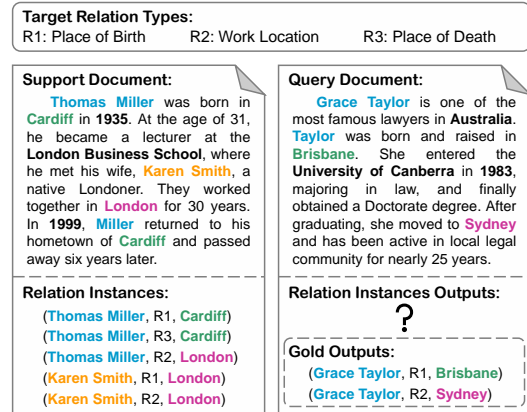 Target Relation Types:
R1: Place of Birth R2: Work Location R3: Place of Death
Support Document:
Thomas Miller was born in
Cardiff in 1935. At the age of 31,
he became a lecturer at the
London Business School, where
he met his wife, Karen Smith, a
native Londoner. They worked
together in London for 30 years.
In 1999, Miller returned to his
hometown of Cardiff and passed
away six years later.
Relation Instances:
(Thomas Miller, R1, Cardiff)
(Thomas Miller, R3, Cardiff)
(Thomas Miller, R2, London)
(Karen Smith, R1, London)
(Karen Smith, R2, London)
Query Document:
Grace Taylor is one of the
most famous lawyers in Australia.
Taylor was born and raised in
Brisbane. She entered the
University of Canberra in 1983,
majoring in law, and finally
obtained a Doctorate degree. After
graduating, she moved to Sydney
and has been active in local legal
community for nearly 25 years.
Relation Instances Outputs:
?
Gold Outputs:
(Grace Taylor, R1, Brisbane)
(Grace Taylor, R2, Sydney)